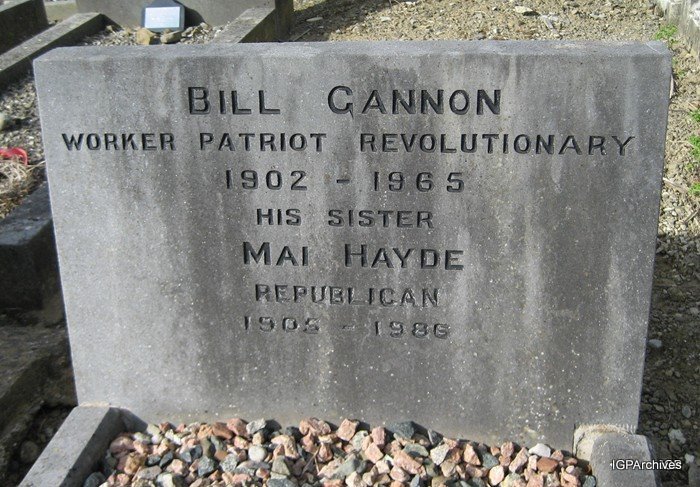 BILL GANNON
WORKER PATRIOT REVOLUTIONARY
1902 - 1965
HIS SISTER
MAI HAYDE
REPUBLICAN
1905 - 1986
IGPArchives